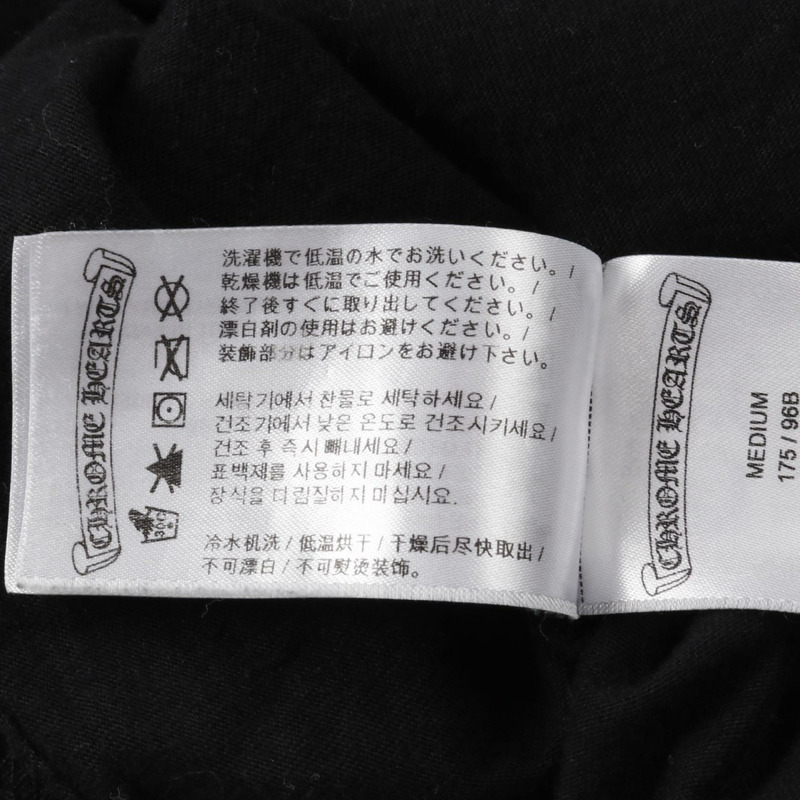 CHROME HEARTS
洗濯機で低温の水でお洗いください。/
乾燥機は低温でご使用ください。/
終了後すぐに取り出してください。/
漂白剤の使用はお避けください。/
装飾部分はアイロンをお避け下さい。
세탁기에서 찬물로 세탁하세요 /
건조기에서 낮은 온도로 건조시키세요 /
건조 후 즉시 빼내세요 /
표백제를 사용하지 마세요 /
장식을 다림질하지 미십시요.
冷水机洗 / 低温烘干 / 干燥后尽快取出 /
不可漂白 / 不可熨烫装饰。
CHROME HEARTS
MEDIUM
175 / 96B